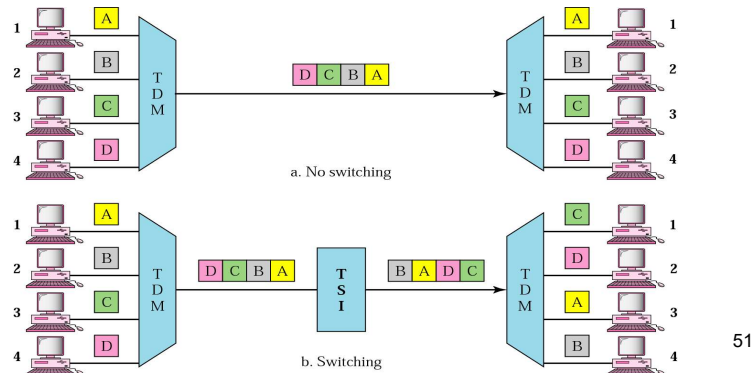 1 A A 1
2 B B 2
TDM D C B A TDM
3 C C 3
4 D D 4
a. No switching
1 A C 1
2 B D 2
TDM D C B A TSI B A D C TDM
3 C A 3
4 D B 4
b. Switching
51